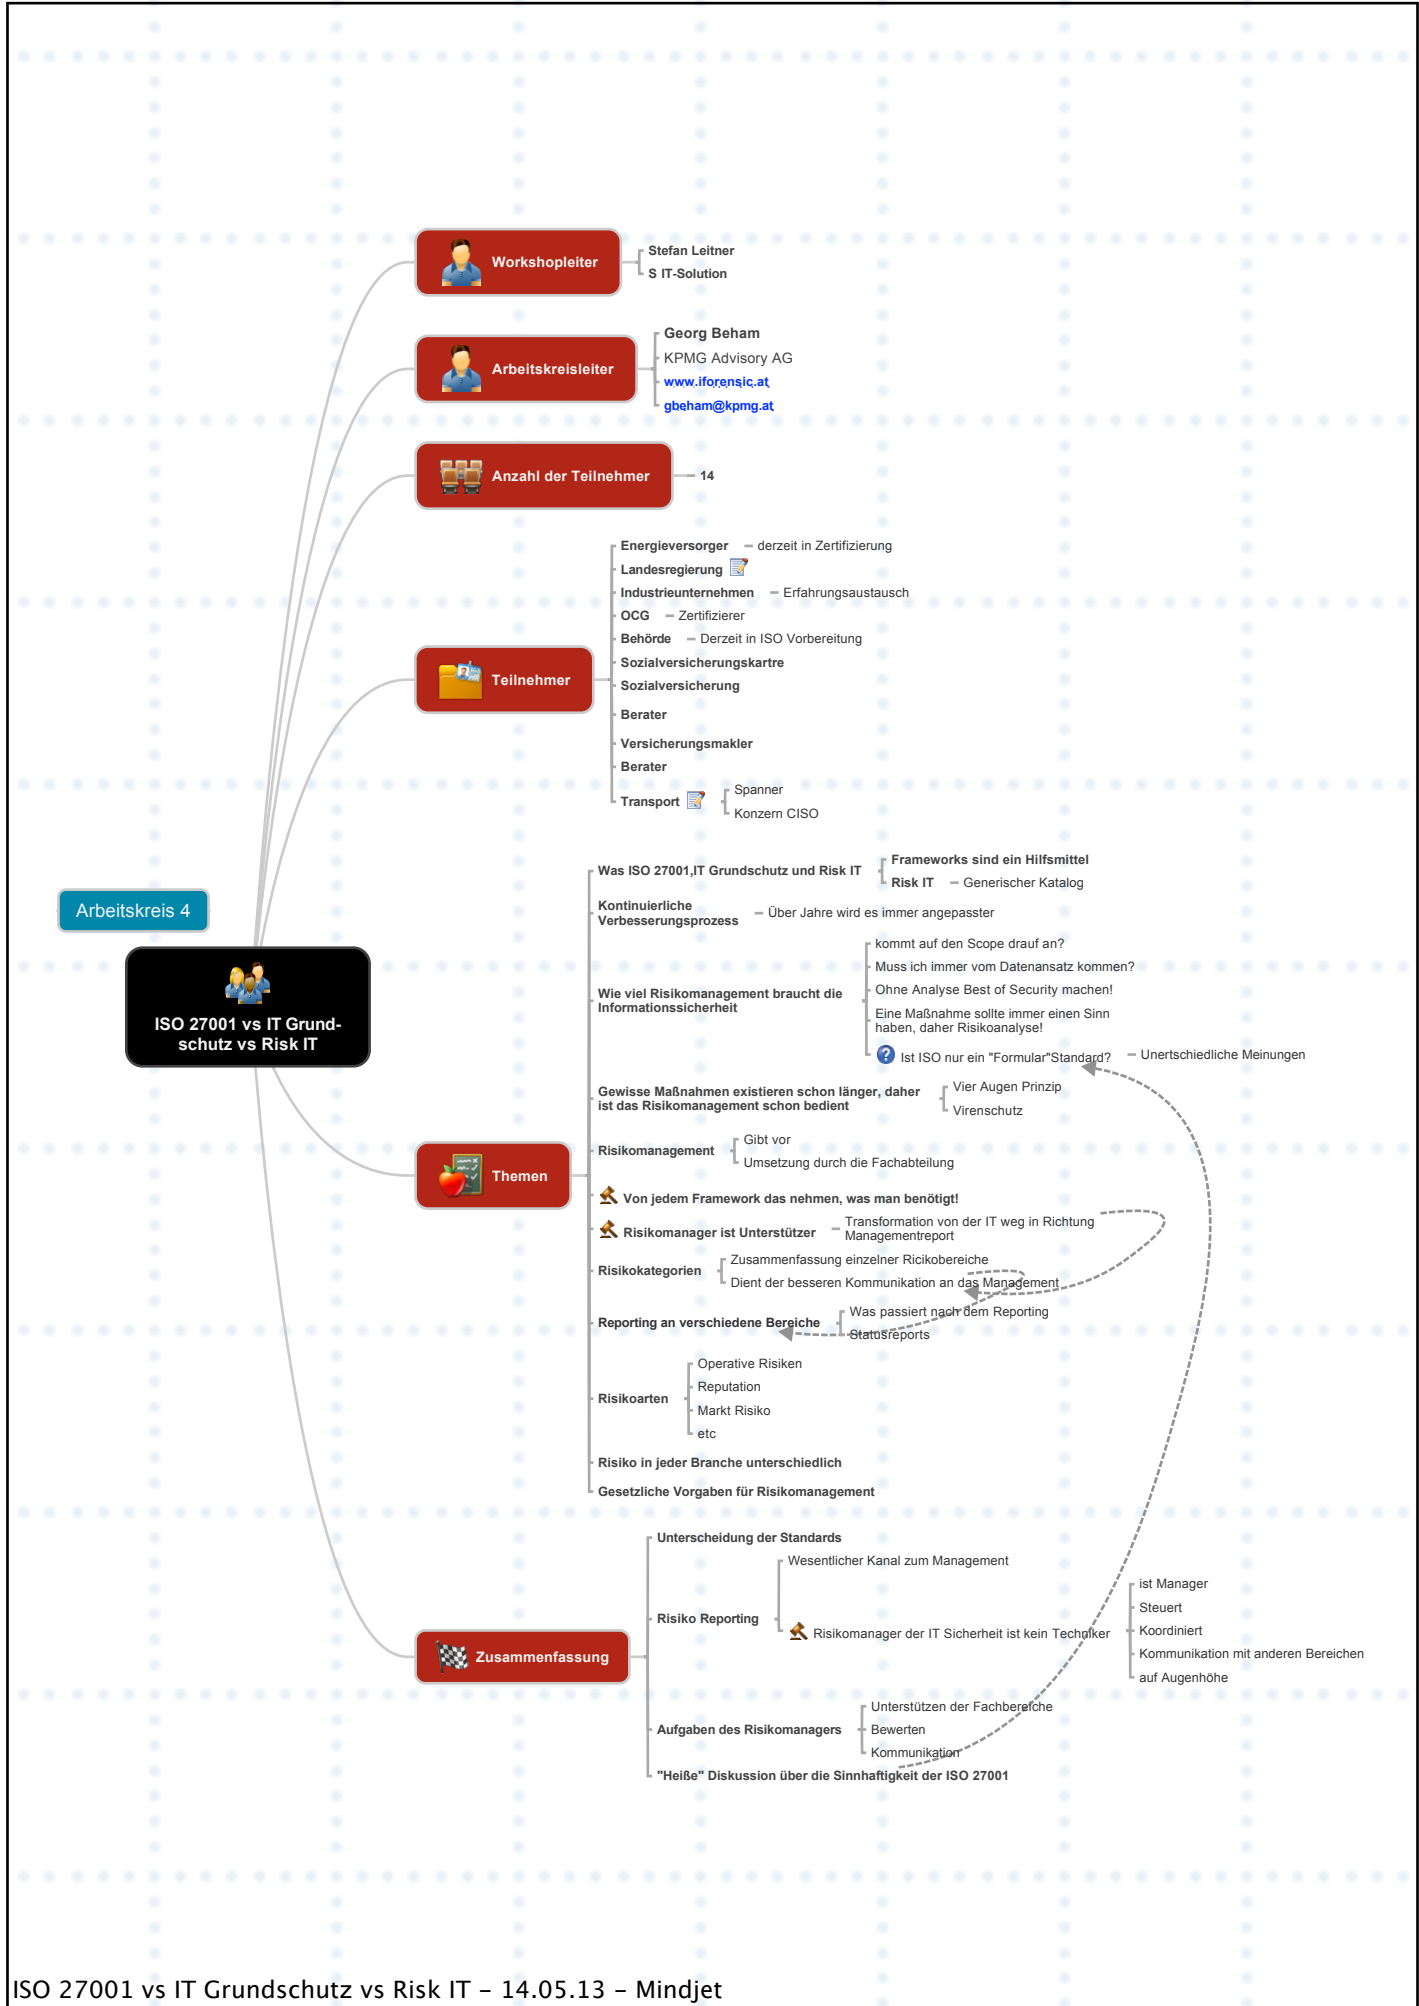 Workshopleiter
Stefan Leitner
S IT-Solution
Arbeitskreisleiter
Georg Beham
KPMG Advisory AG
www.iforensic.at
gbeham@kpmg.at
Anzahl der Teilnehmer
14
Teilnehmer
Energieversorger
derzeit in Zertifizierung
Landesregierung
Industrieunternehmen
Erfahrungsaustausch
OCG
Zertifizierer
Behörde
Derzeit in ISO Vorbereitung
Sozialversicherungskartre
Sozialversicherung
Berater
Versicherungsmakler
Berater
Transport
Spanner
Konzern CISO
Arbeitskreis 4
ISO 27001 vs IT Grund-
schutz vs Risk IT
Themen
Was ISO 27001,IT Grundschutz und Risk IT
Frameworks sind ein Hilfsmittel
Risk IT
Generischer Katalog
Kontinuierliche
Verbesserungsprozess
Über Jahre wird es immer angepasster
Wie viel Risikomanagement braucht die
Informationssicherheit
kommt auf den Scope drauf an?
Muss ich immer vom Datenansatz kommen?
Ohne Analyse Best of Security machen!
Eine Maßnahme sollte immer einen Sinn
haben, daher Risikoanalyse!
Ist ISO nur ein "Formular"Standard?
Unertschiedliche Meinungen
Gewisse Maßnahmen existieren schon länger, daher
ist das Risikomanagement schon bedient
Vier Augen Prinzip
Virenschutz
Risikomanagement
Gibt vor
Umsetzung durch die Fachabteilung
Von jedem Framework das nehmen, was man benötigt!
Risikomanager ist Unterstützer
Transformation von der IT weg in Richtung
Managementreport
Risikokategorien
Zusammenfassung einzelner Ricikobereiche
Dient der besseren Kommunikation an das Management
Reporting an verschiedene Bereiche
Was passiert nach dem Reporting
Statusreports
Risikoarten
Operative Risiken
Reputation
Markt Risiko
etc
Risiko in jeder Branche unterschiedlich
Gesetzliche Vorgaben für Risikomanagement
Zusammenfassung
Unterscheidung der Standards
Risiko Reporting
Wesentlicher Kanal zum Management
Risikomanager der IT Sicherheit ist kein Techniker
ist Manager
Steuert
Koordiniert
Kommunikation mit anderen Bereichen
auf Augenhöhe
Aufgaben des Risikomanagers
Unterstützen der Fachbereiche
Bewerten
Kommunikation
"Heiße" Diskussion über die Sinnhaftigkeit der ISO 27001
ISO 27001 vs IT Grundschutz vs Risk IT - 14.05.13 - Mindjet